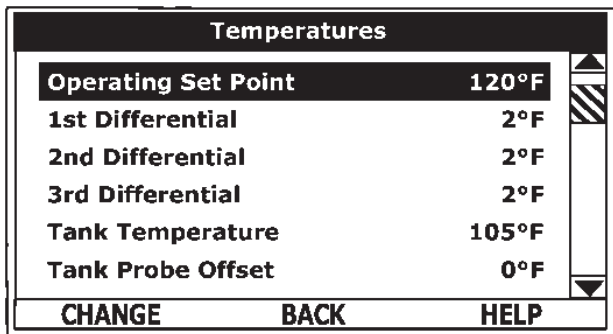 Temperatures
Operating Set Point 120°F
1st Differential 2°F
2nd Differential 2°F
3rd Differential 2°F
Tank Temperature 105°F
Tank Probe Offset 0°F
CHANGE BACK HELP